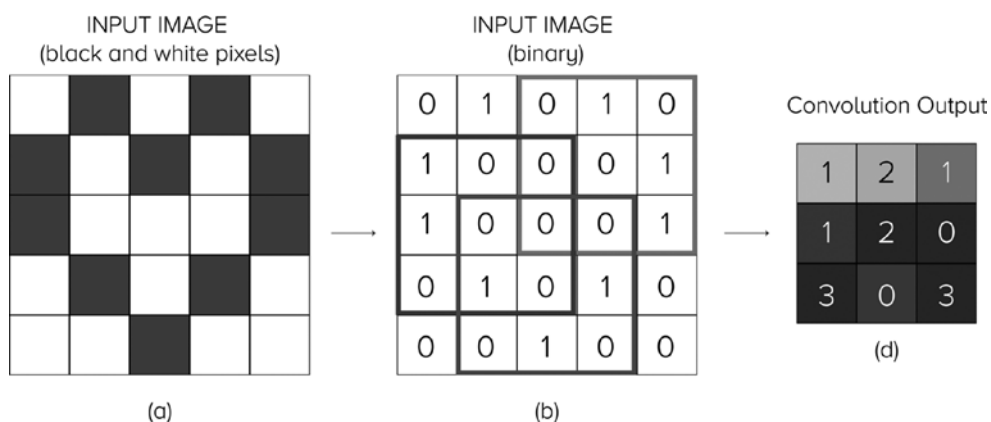 INPUT IMAGE
(black and white pixels)
(a)
INPUT IMAGE
(binary)
0 1 0 1 0
1 0 0 0 1
1 0 0 0 1
0 1 0 1 0
0 0 1 0 0
(b)
Convolution Output
1 2 1
1 2 0
3 0 3
(d)